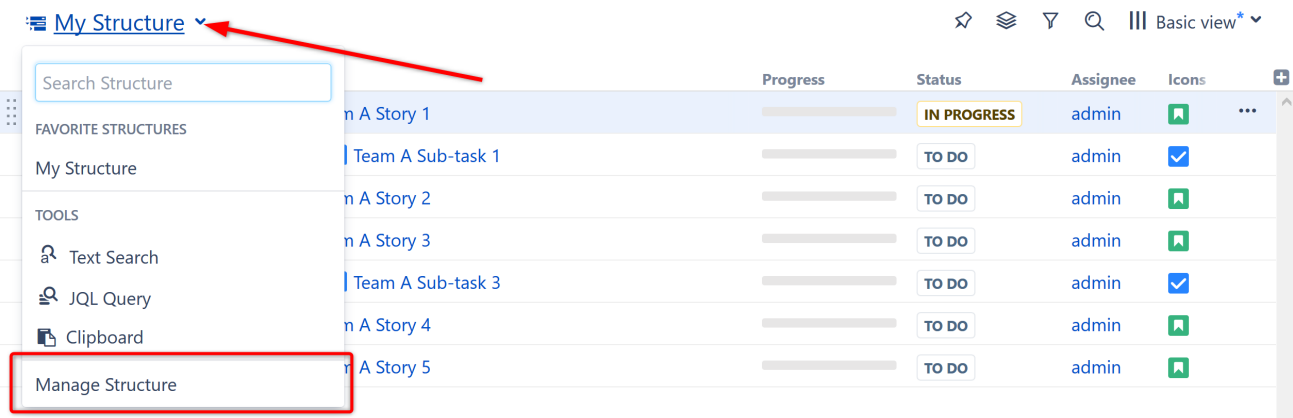 My Structure
Basic view*
Search Structure
Progress Status Assignee Icons
FAVORITE STRUCTURES
My Structure
TOOLS
Text Search
JQL Query
Clipboard
Manage Structure
m A Story 1 IN PROGRESS admin
Team A Sub-task 1 TO DO admin
m A Story 2 TO DO admin
m A Story 3 TO DO admin
Team A Sub-task 3 TO DO admin
m A Story 4 TO DO admin
m A Story 5 TO DO admin